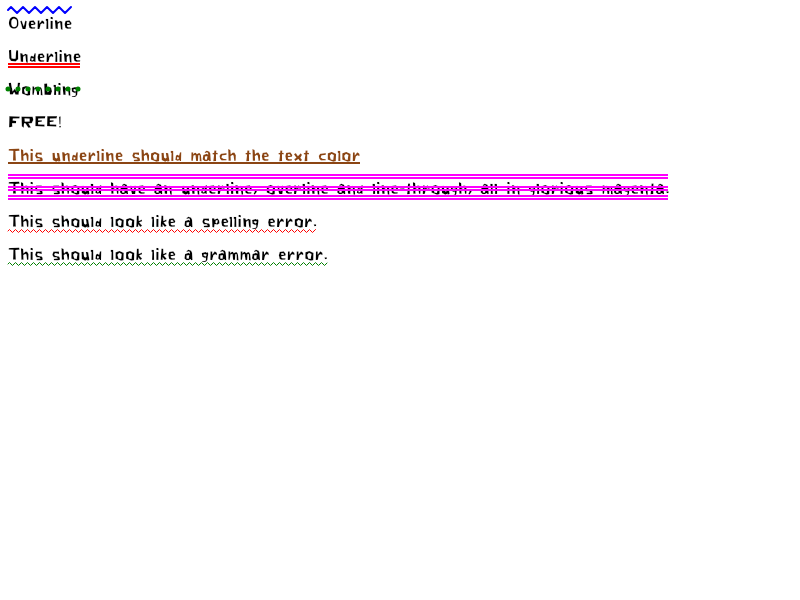 Overline
Underline
Wombling
FREE!
This underline should match the text color
This should have an underline, overline and line-through, all in glorious magenta.
This should look like a spelling error.
This should look like a grammar error.